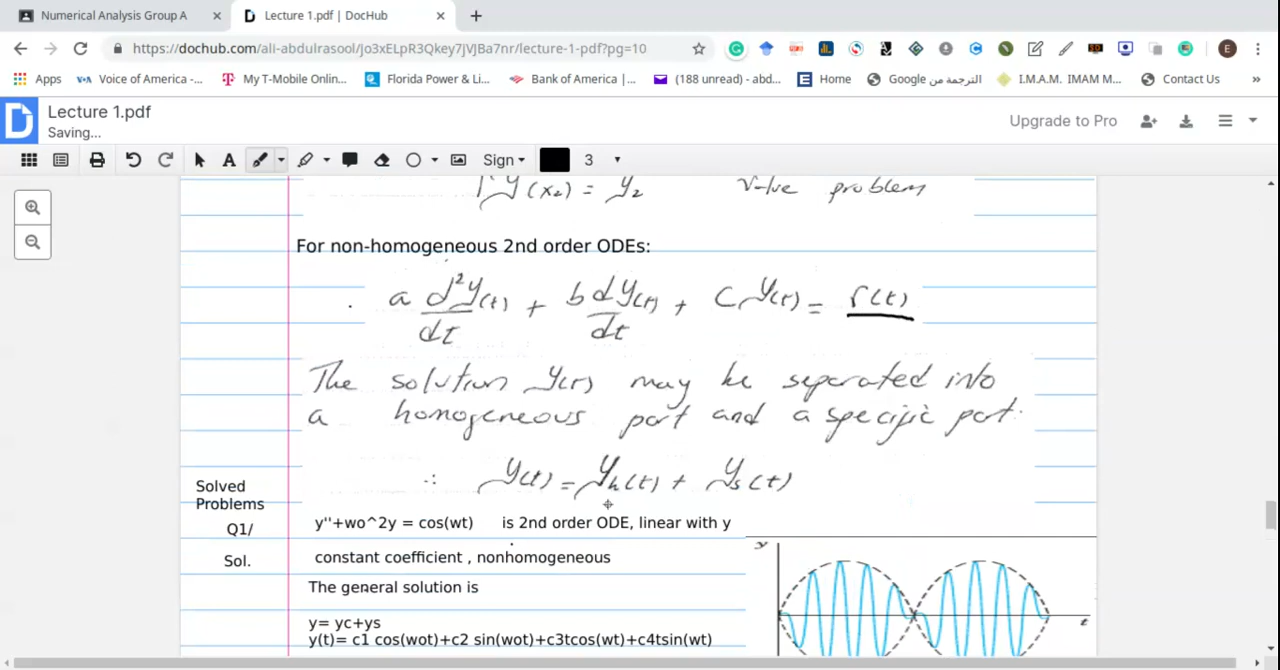 Numerical Analysis Group A
Lecture 1.pdf | DocHub
https://dochub.com/ali-abdulrasool/Jo3xELpR3Qkey7jVJBa7nr/lecture-1-pdf?pg=10
E
Apps
Voice of America -...
My T-Mobile Onlin...
Florida Power & Li...
Bank of America |...
(188 unread) - abd...
Home
الترجمة من Google
I.M.A.M. IMAM M...
Contact Us
»
Lecture 1.pdf
Saving...
Upgrade to Pro
A
Sign
3
y(x₂) = y₂ value problem
For non-homogeneous 2nd order ODEs:
a d²y(t)/dt + b dy(t)/dt + c y(t) = r(t)
The solution y(t) may be seperated into
a homogeneous part and a specific part.
∴ y(t) = yh(t) + ys(t)
Solved
Problems
Q1/ y''+wo^2y = cos(wt) is 2nd order ODE, linear with y
Sol. constant coefficient , nonhomogeneous
The general solution is
y= yc+ys
y(t)= c1 cos(wot)+c2 sin(wot)+c3tcos(wt)+c4tsin(wt)
y
t